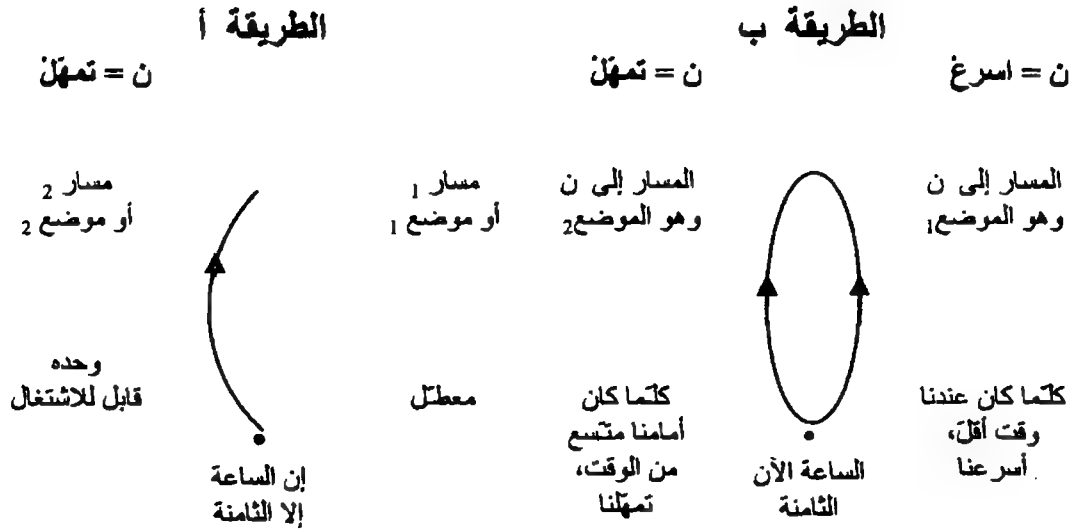 الطريقة ب
ن = اسرعْ
ن = تمهّلْ
المسار إلى ن
وهو الموضع1
المسار إلى ن
وهو الموضع2
كلّما كان عندنا
وقت أقلّ،
أسرعنا
الساعة الآن
الثامنة
كلّما كان
أمامنا متّسع
من الوقت،
تمهّلنا
الطريقة أ
ن = تمهّلْ
مسار 1
أو موضع 1
مسار 2
أو موضع 2
معطّل
وحده
قابل للاشتغال
إن الساعة
إلا الثامنة